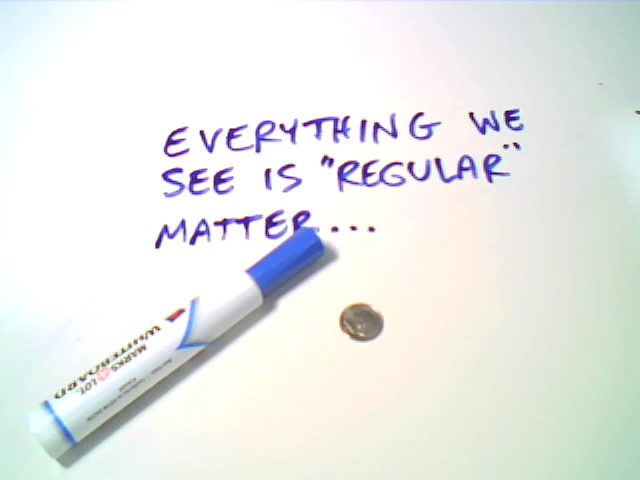 EVERYTHING WE
SEE IS "REGULAR"
MATTER...
MARKS A LOT
WHITEBOARD